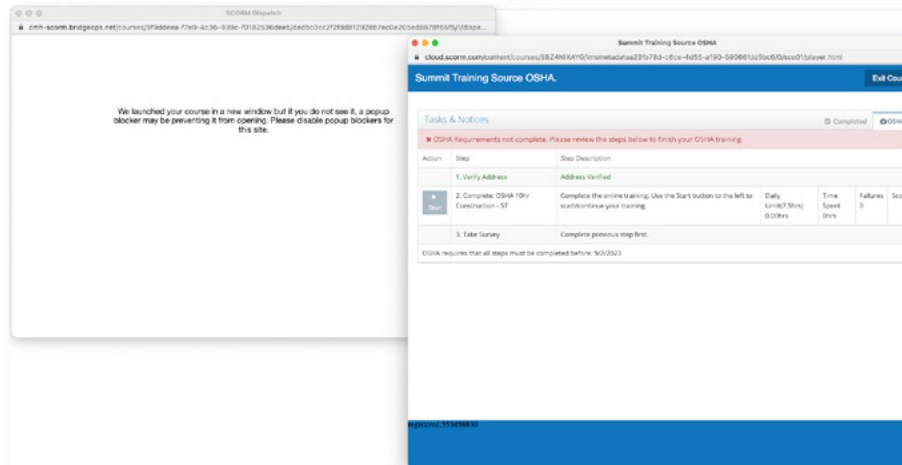 SCORM Dispatch
We launched your course in a new window but if you do not see it, a popup
blocker may be preventing it from opening. Please disable popup blockers for
this site.
Summit Training Source OSHA
Summit Training Source OSHA.
Exit Cour
Tasks & Notices
Completed
OSHA
✖ OSHA Requirements not complete. Please review the steps below to finish your OSHA training.
Action Step Step Description
1. Verify Address Address Verified
Start
2. Complete: OSHA 10hr
Construction - ST
Complete the online training. Use the Start button to the left to
start/continue your training.
Daily
Limit(7.5hrs)
0.00hrs
Time
Spent
0hrs
Failures
0
Sco
3. Take Survey Complete previous step first.
OSHA requires that all steps must be completed before: 9/2/2023
registered,553456830